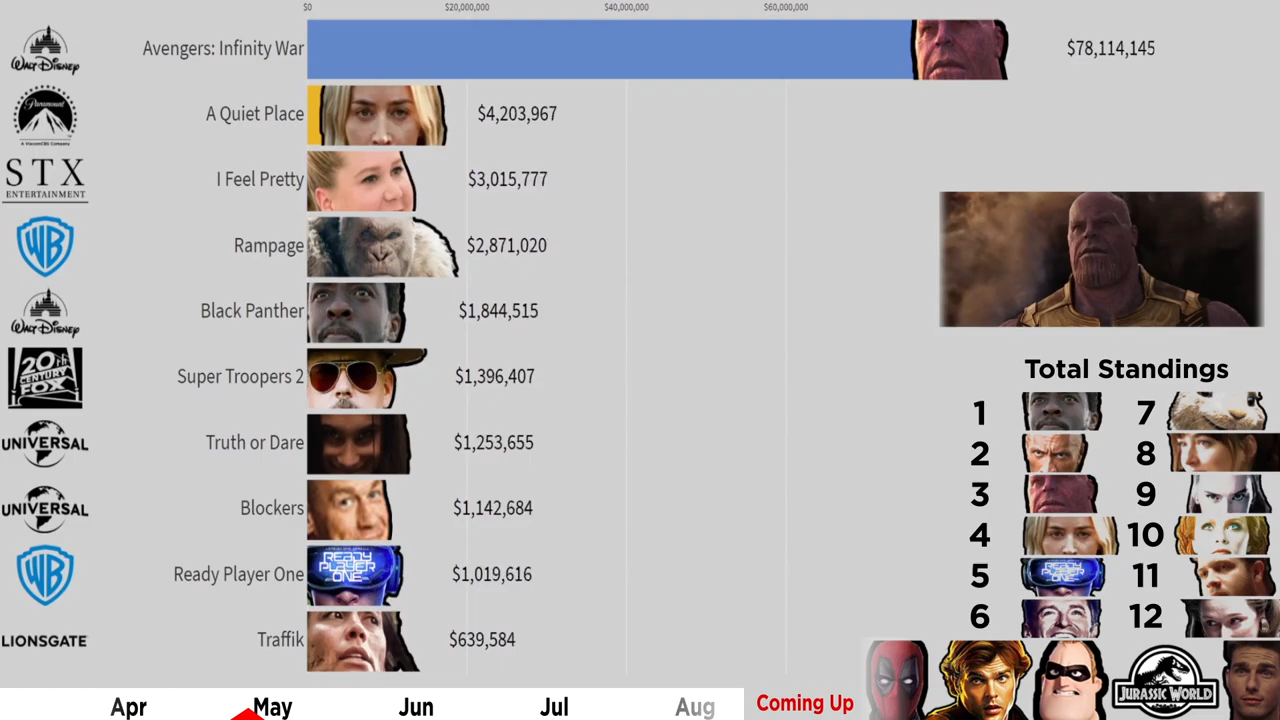 $0 $20,000,000 $40,000,000 $60,000,000
WALT DISNEY Avengers: Infinity War $78,114,145
Paramount
A ViacomCBS Company
A Quiet Place $4,203,967
STX
ENTERTAINMENT
I Feel Pretty $3,015,777
WB Rampage $2,871,020
WALT DISNEY Black Panther $1,844,515
20th
CENTURY
FOX
Super Troopers 2 $1,396,407
UNIVERSAL Truth or Dare $1,253,655
UNIVERSAL Blockers $1,142,684
WB Ready Player One $1,019,616
READY
PLAYER
ONE
LIONSGATE Traffik $639,584
Total Standings
1 7
2 8
3 9
4 10
5 11
READY
PLAYER
ONE
6 12
JURASSIC WORLD
Apr May Jun Jul Aug Coming Up